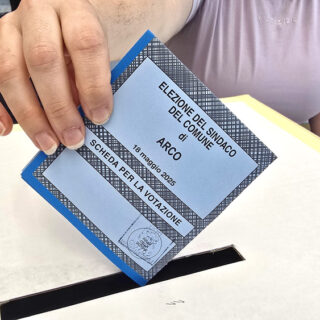 ELEZIONE DEL SINDACO
DEL COMUNE
di
ARCO
18 maggio 2025
SCHEDA PER LA VOTAZIONE